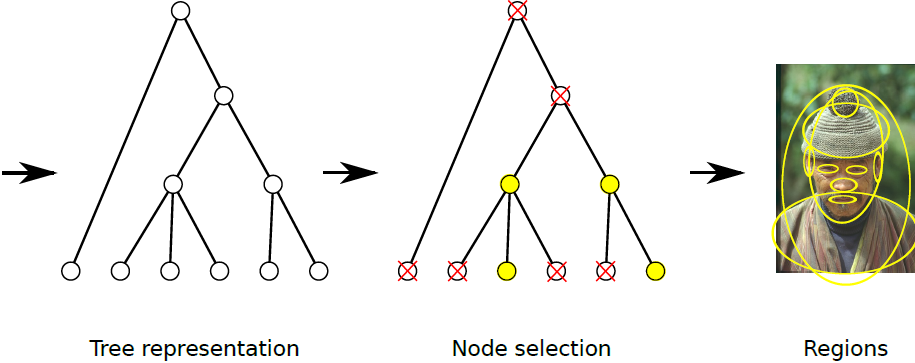 Tree representation
Node selection
Regions